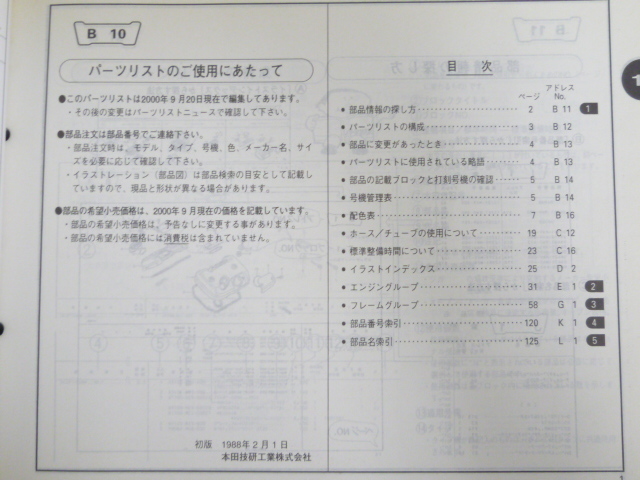 B 10
パーツリストのご使用にあたって
●このパーツリストは2000年9月20日現在で編集してあります。
・その後の変更はパーツリストニュースで確認して下さい。
●部品注文は部品番号でご連絡下さい。
・部品注文時は、モデル、タイプ、号機、色、メーカー名、サイ
ズを必要に応じて確認して下さい。
・イラストレーション（部品図）は部品検索の目安として記載し
ていますので、現品と形状が異なる場合があります。
●部品の希望小売価格は、2000年9月現在の価格を記載しています。
・部品の希望小売価格は、予告なしに変更する事があります。
・部品の希望小売価格には消費税は含まれていません。
初版 1988年2月1日
本田技研工業株式会社
目 次
ページ アドレスNo.
● 部品情報の探し方 2 B 11 1
● パーツリストの構成 3 B 12
● 部品に変更があったとき 4 B 13
● パーツリストに使用されている略語 4 B 13
● 部品の記載ブロックと打刻号機の確認 5 B 14
● 号機管理表 5 B 14
● 配色表 7 B 16
● ホース／チューブの使用について 19 C 12
● 標準整備時間について 23 C 16
● イラストインデックス 25 D 2
● エンジングループ 31 E 1 2
● フレームグループ 58 G 1 3
● 部品番号索引 120 K 1 4
● 部品名索引 125 L 1 5
1
1